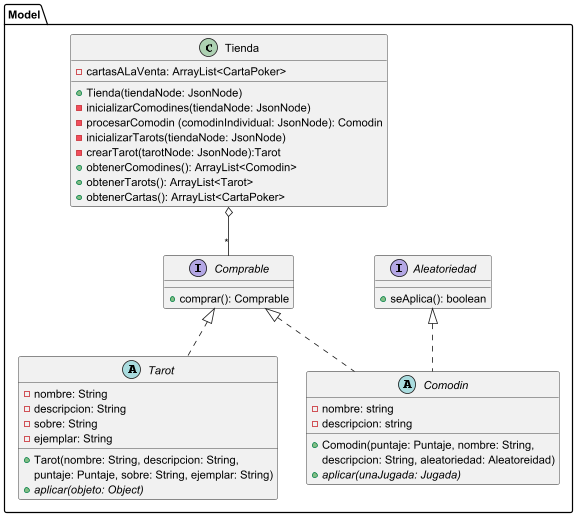 Model
C Tienda
cartasALaVenta: ArrayList<CartaPoker>
Tienda(tiendaNode: JsonNode)
inicializarComodines(tiendaNode: JsonNode)
procesarComodin (comodinIndividual: JsonNode): Comodin
inicializarTarots(tiendaNode: JsonNode)
crearTarot(tarotNode: JsonNode):Tarot
obtenerComodines(): ArrayList<Comodin>
obtenerTarots(): ArrayList<Tarot>
obtenerCartas(): ArrayList<CartaPoker>
*
I Comprable
comprar(): Comprable
I Aleatoriedad
seAplica(): boolean
A Tarot
nombre: String
descripcion: String
sobre: String
ejemplar: String
Tarot(nombre: String, descripcion: String,
puntaje: Puntaje, sobre: String, ejemplar: String)
aplicar(objeto: Object)
A Comodin
nombre: string
descripcion: string
Comodin(puntaje: Puntaje, nombre: String,
descripcion: String, aleatoriedad: Aleatoreidad)
aplicar(unaJugada: Jugada)